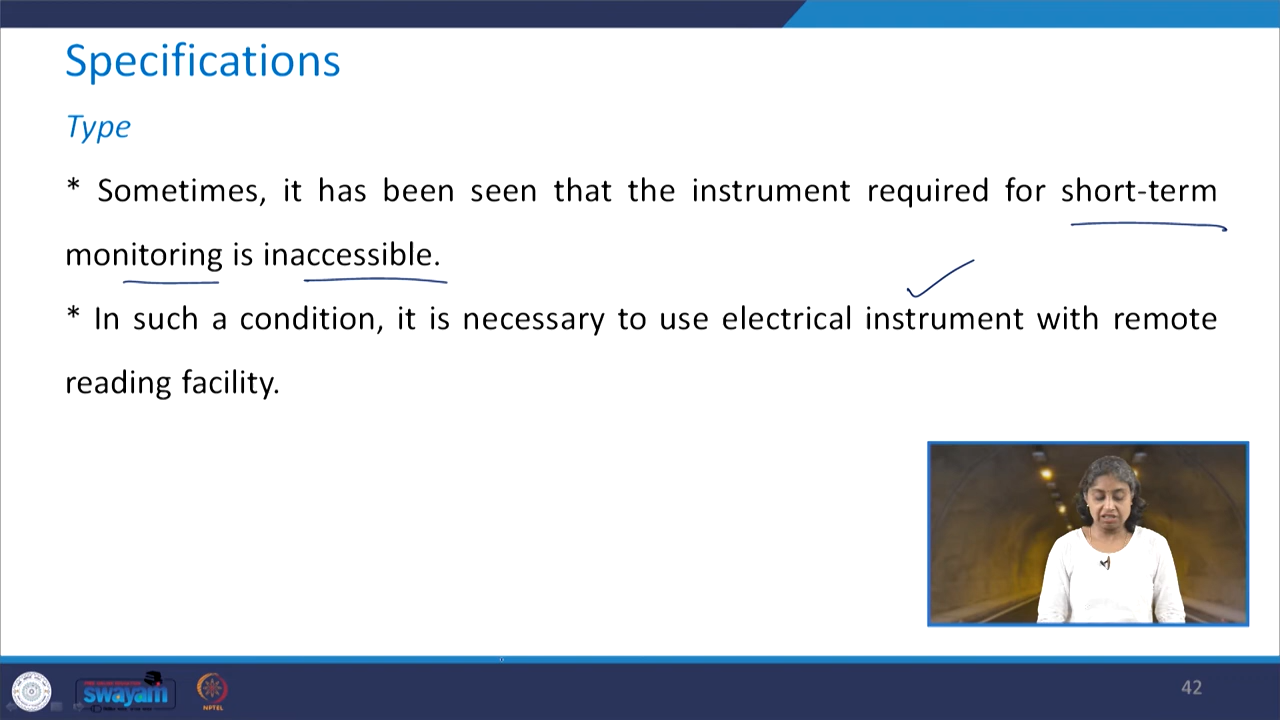 Specifications
Type
* Sometimes, it has been seen that the instrument required for short-term
monitoring is inaccessible.
* In such a condition, it is necessary to use electrical instrument with remote
reading facility.
swayam
NPTEL
42